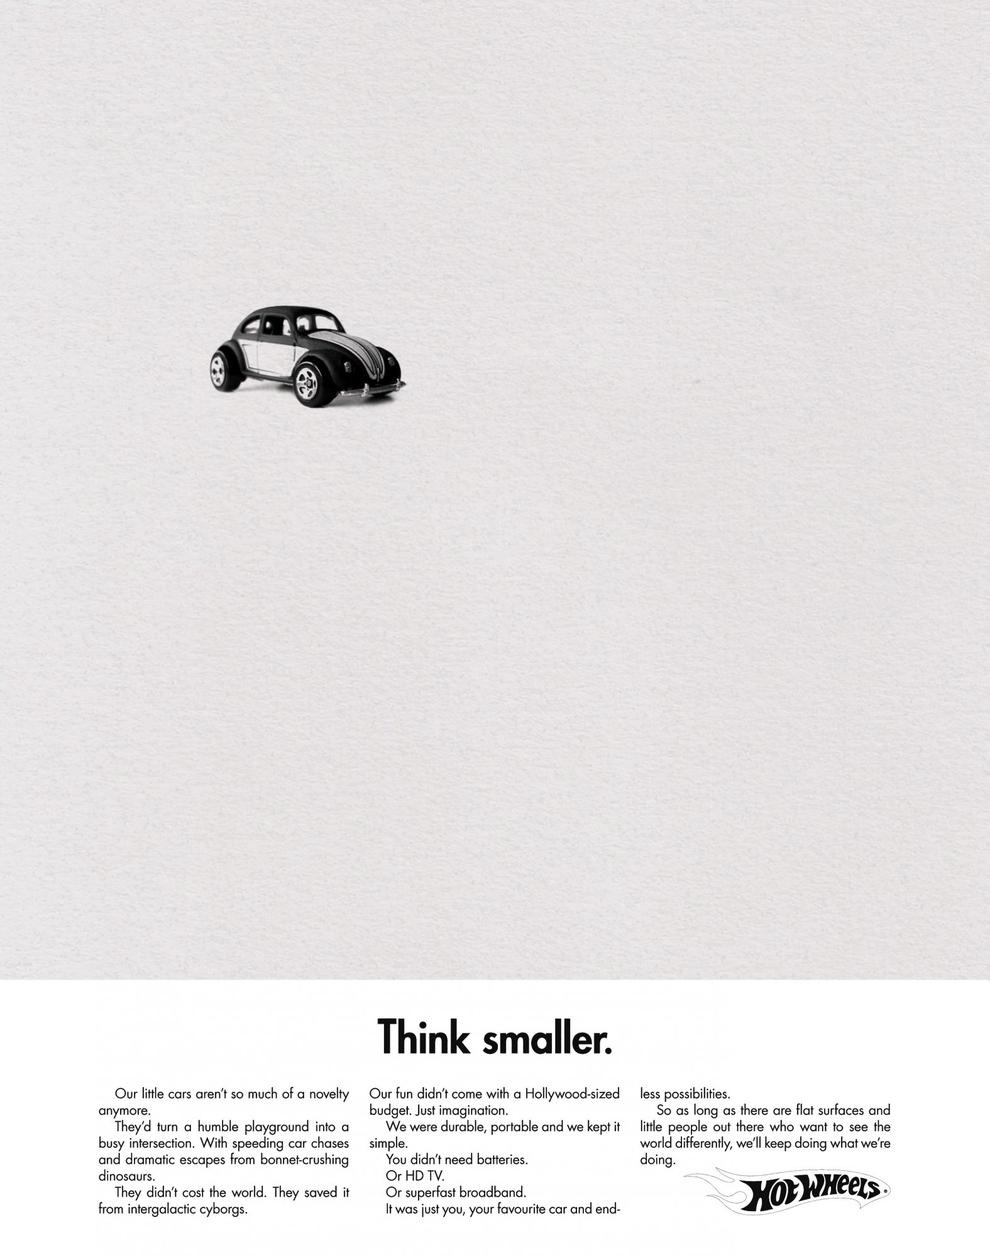 Think smaller.
Our little cars aren't so much of a novelty
anymore.
They'd turn a humble playground into a
busy intersection. With speeding car chases
and dramatic escapes from bonnet-crushing
dinosaurs.
They didn't cost the world. They saved it
from intergalactic cyborgs.
Our fun didn't come with a Hollywood-sized
budget. Just imagination.
We were durable, portable and we kept it
simple.
You didn't need batteries.
Or HD TV.
Or superfast broadband.
It was just you, your favourite car and end-
less possibilities.
So as long as there are flat surfaces and
little people out there who want to see the
world differently, we'll keep doing what we're
doing.
HOT WHEELS